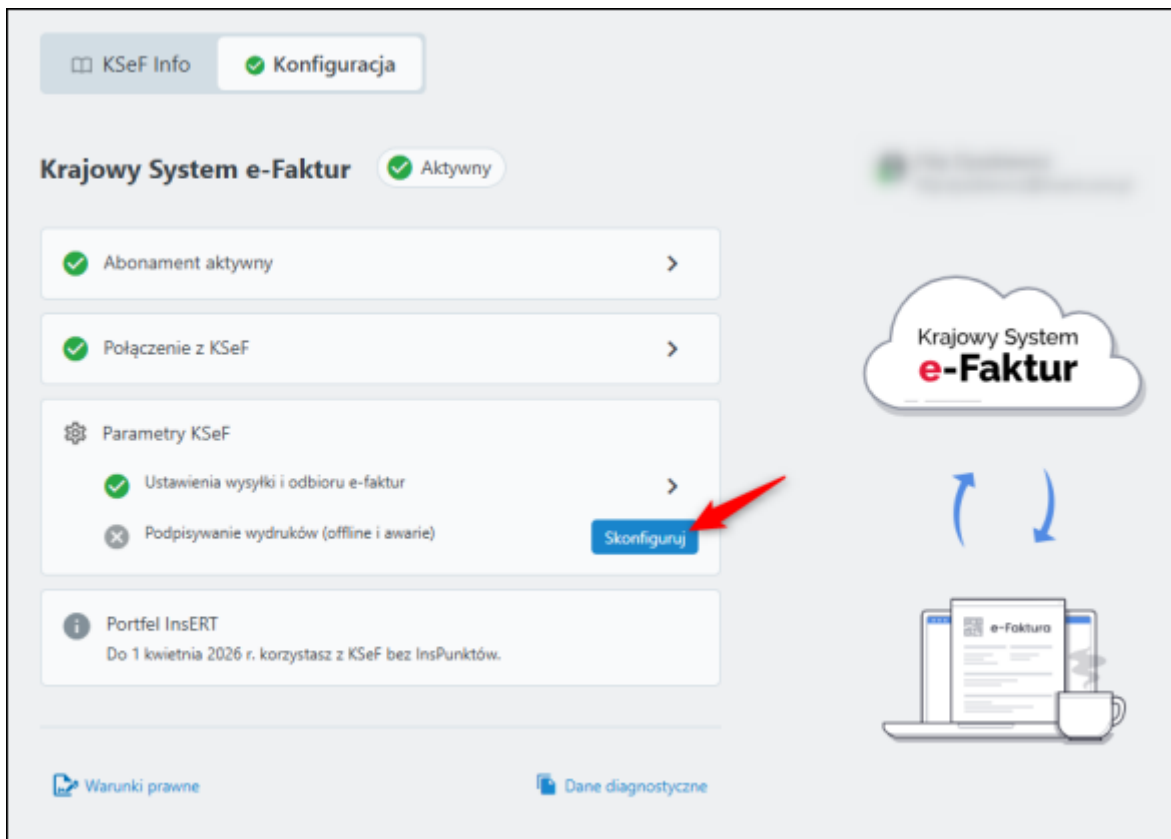 KSeF Info
Konfiguracja
Krajowy System e-Faktur
Aktywny
Abonament aktywny
Połączenie z KSeF
Parametry KSeF
Ustawienia wysyłki i odbioru e-faktur
Podpisywanie wydruków (offline i awarie)
Skonfiguruj
Portfel InsERT
Do 1 kwietnia 2026 r. korzystasz z KSeF bez InsPunktów.
Warunki prawne
Dane diagnostyczne
Krajowy System
e-Faktur
e-Faktura